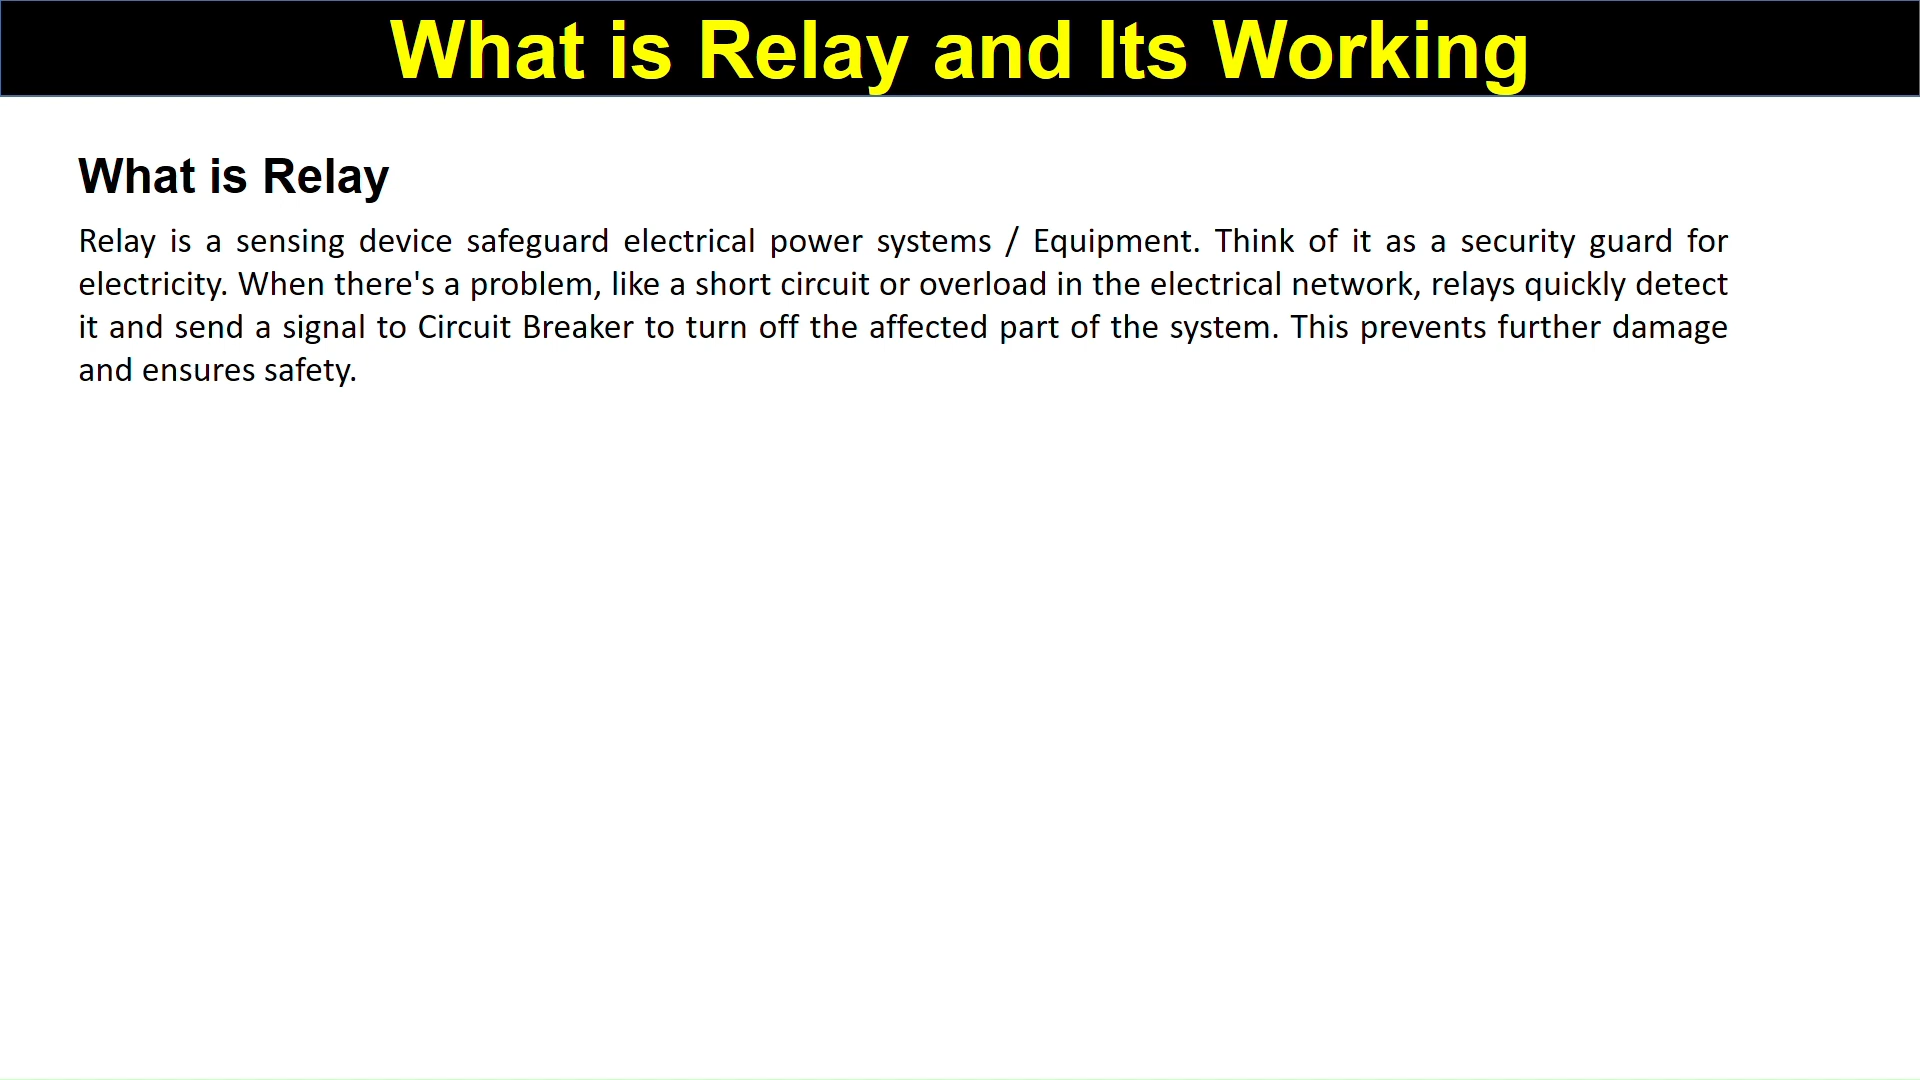 What is Relay and Its Working
What is Relay
Relay is a sensing device safeguard electrical power systems / Equipment. Think of it as a security guard for
electricity. When there's a problem, like a short circuit or overload in the electrical network, relays quickly detect
it and send a signal to Circuit Breaker to turn off the affected part of the system. This prevents further damage
and ensures safety.